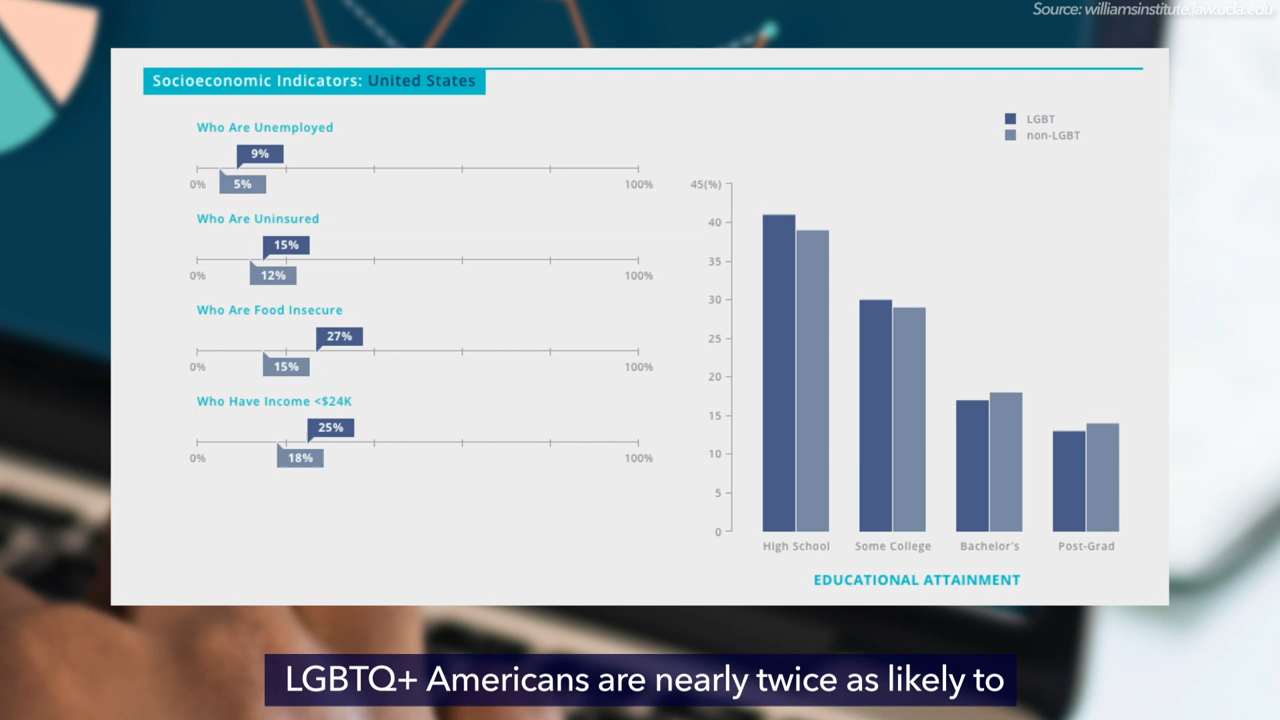 Source: williamsinstitute.law.ucla.edu
Socioeconomic Indicators: United States
Who Are Unemployed
9%
0% 5% 100%
Who Are Uninsured
15%
0% 12% 100%
Who Are Food Insecure
27%
0% 15% 100%
Who Have Income <$24K
25%
0% 18% 100%
LGBT
non-LGBT
45(%)
40
35
30
25
20
15
10
5
0
High School Some College Bachelor's Post-Grad
EDUCATIONAL ATTAINMENT
LGBTQ+ Americans are nearly twice as likely to